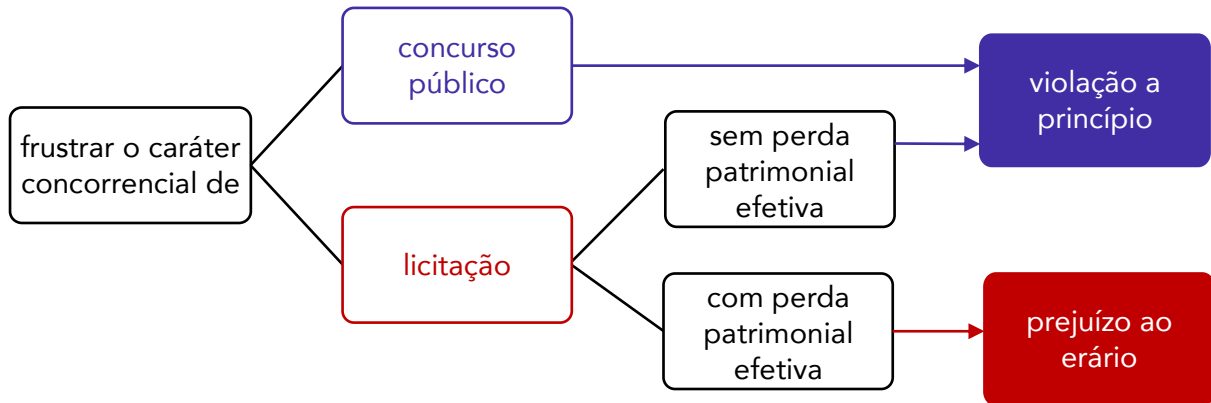 frustrar o caráter
concorrencial de
concurso
público
licitação
sem perda
patrimonial
efetiva
com perda
patrimonial
efetiva
violação a
princípio
prejuízo ao
erário